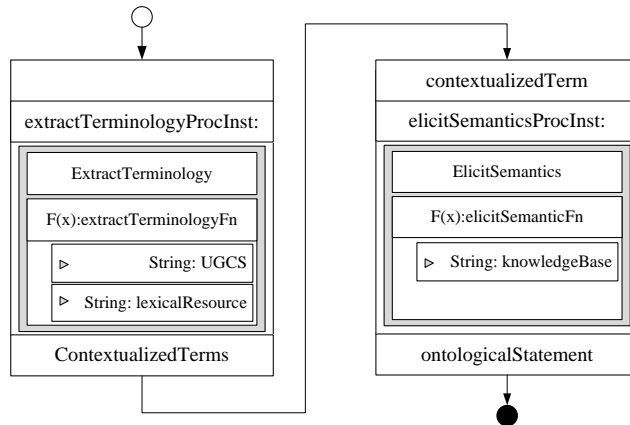 extractTerminologyProcInst:
ExtractTerminology
F(x):extractTerminologyFn
String: UGCS
String: lexicalResource
ContextualizedTerms
contextualizedTerm
elicitSemanticsProcInst:
ElicitSemantics
F(x):elicitSemanticFn
String: knowledgeBase
ontologicalStatement